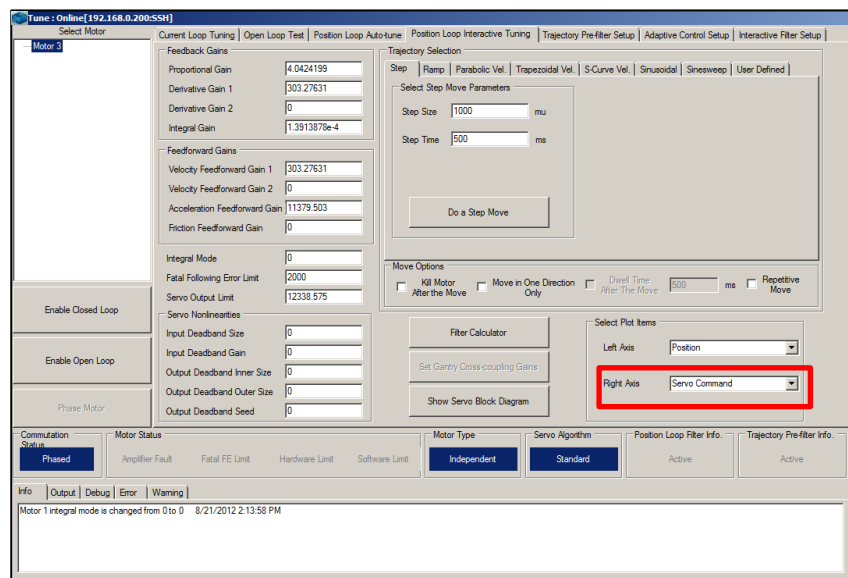 Tune : Online[192.168.0.200:SSH]
Select Motor
Motor 3
Current Loop Tuning | Open Loop Test | Position Loop Auto-tune | Position Loop Interactive Tuning | Trajectory Pre-filter Setup | Adaptive Control Setup | Interactive Filter Setup
Feedback Gains
Proportional Gain 4.0424199
Derivative Gain 1 303.27631
Derivative Gain 2 0
Integral Gain 1.3913878e-4
Feedforward Gains
Velocity Feedforward Gain 1 303.27631
Velocity Feedforward Gain 2 0
Acceleration Feedforward Gain 11379.503
Friction Feedforward Gain 0
Integral Mode 0
Fatal Following Error Limit 2000
Servo Output Limit 12338.575
Servo Nonlinearities
Input Deadband Size 0
Input Deadband Gain 0
Output Deadband Inner Size 0
Output Deadband Outer Size 0
Output Deadband Seed 0
Trajectory Selection
Step | Ramp | Parabolic Vel. | Trapezoidal Vel. | S-Curve Vel. | Sinusoidal | Sinesweep | User Defined
Select Step Move Parameters
Step Size 1000 mu
Step Time 500 ms
Do a Step Move
Move Options
Kill Motor
After the Move
Move in One Direction
Only
Dwell Time
After The Move
500 ms
Repetitive
Move
Filter Calculator
Set Gantry Cross-coupling Gains
Show Servo Block Diagram
Select Plot Items
Left Axis Position
Right Axis Servo Command
Enable Closed Loop
Enable Open Loop
Phase Motor
Commutation
Status
Phased
Motor Status
Amplifier Fault Fatal FE Limit Hardware Limit Software Limit
Motor Type
Independent
Servo Algorithm
Standard
Position Loop Filter Info.
Active
Trajectory Pre-filter Info.
Active
Info | Output | Debug | Error | Warning
Motor 1 integral mode is changed from 0 to 0 8/21/2012 2:13:58 PM